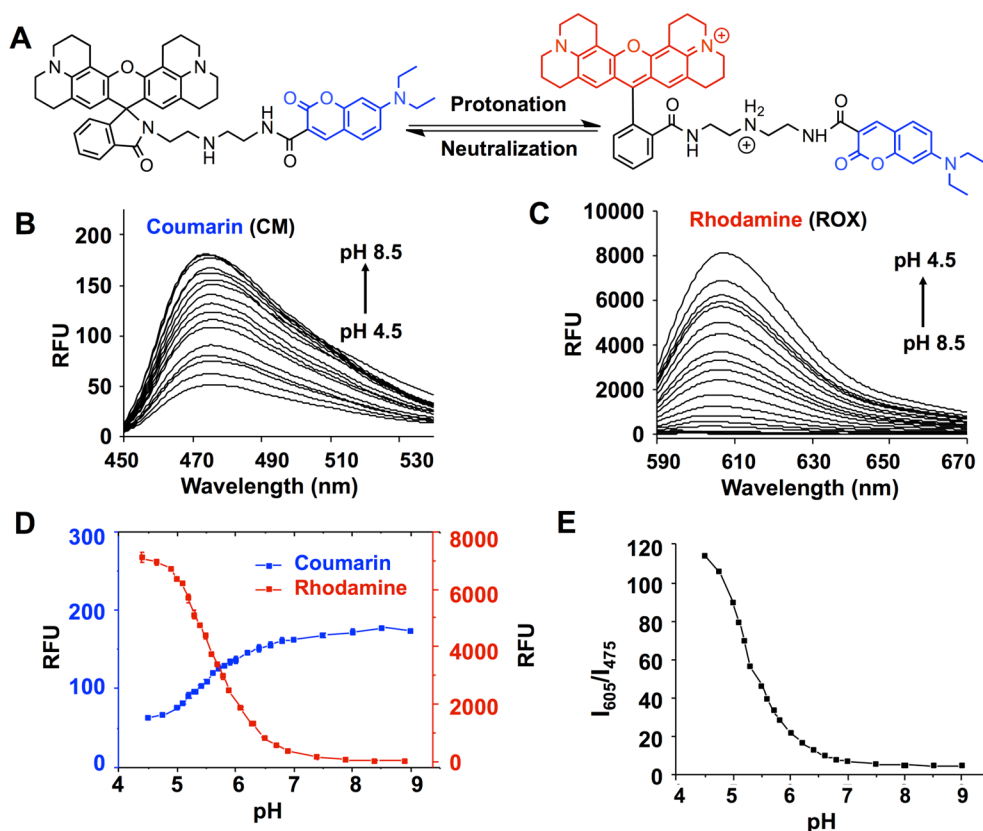 A
N
O
N
O
O
N
N
H
N
N
O
O
H
N
O
Protonation
Neutralization
N
O
N
⊕
O
N
H
H2
N
⊕
NH
O
O
O
N
B
Coumarin (CM)
pH 8.5
pH 4.5
RFU
200
150
100
50
0
450 470 490 510 530
Wavelength (nm)
C
Rhodamine (ROX)
pH 4.5
pH 8.5
RFU
10000
8000
6000
4000
2000
0
590 610 630 650 670
Wavelength (nm)
D
Coumarin
Rhodamine
RFU
300
200
100
0
RFU
8000
6000
4000
2000
0
4 5 6 7 8 9
pH
E
I605/I475
120
100
80
60
40
20
0
4 5 6 7 8 9
pH